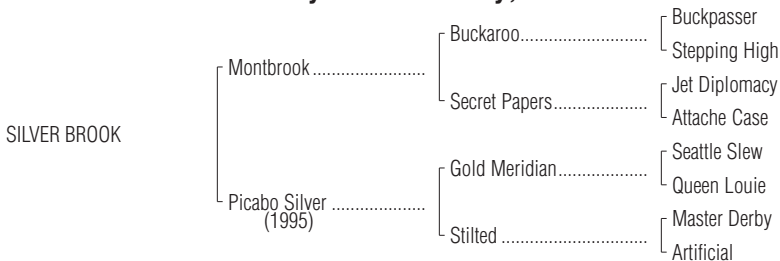 Buckpasser
Buckaroo
Stepping High
Montbrook
Jet Diplomacy
Secret Papers
Attache Case
SILVER BROOK
Seattle Slew
Gold Meridian
Queen Louie
Picabo Silver
(1995)
Master Derby
Stilted
Artificial